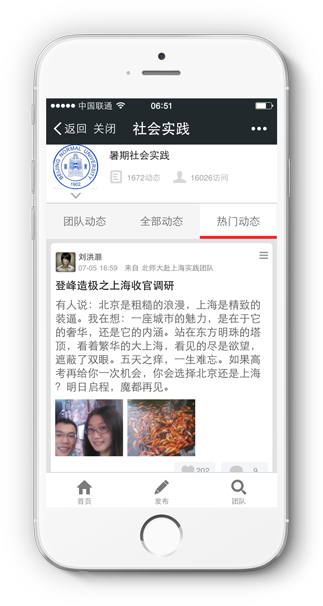 中国联通 06:51
返回 关闭 社会实践
BEIJING NORMAL UNIVERSITY
1902
暑期社会实践
1672动态 16026访问
团队动态 全部动态 热门动态
刘洪灏
07-05 16:59 来自 北师大赴上海实践团队
登峰造极之上海收官调研
有人说：北京是粗糙的浪漫，上海是精致的
装逼。我在想：一座城市的魅力，是在于它
的奢华，还是它的内涵。站在东方明珠的塔
顶，看着繁华的大上海，看见的尽是欲望，
遮蔽了双眼。五天之痒，一生难忘。如果高
考再给你一次机会，你会选择北京还是上海
？明日启程，魔都再见。
202 9
首页 发布 团队